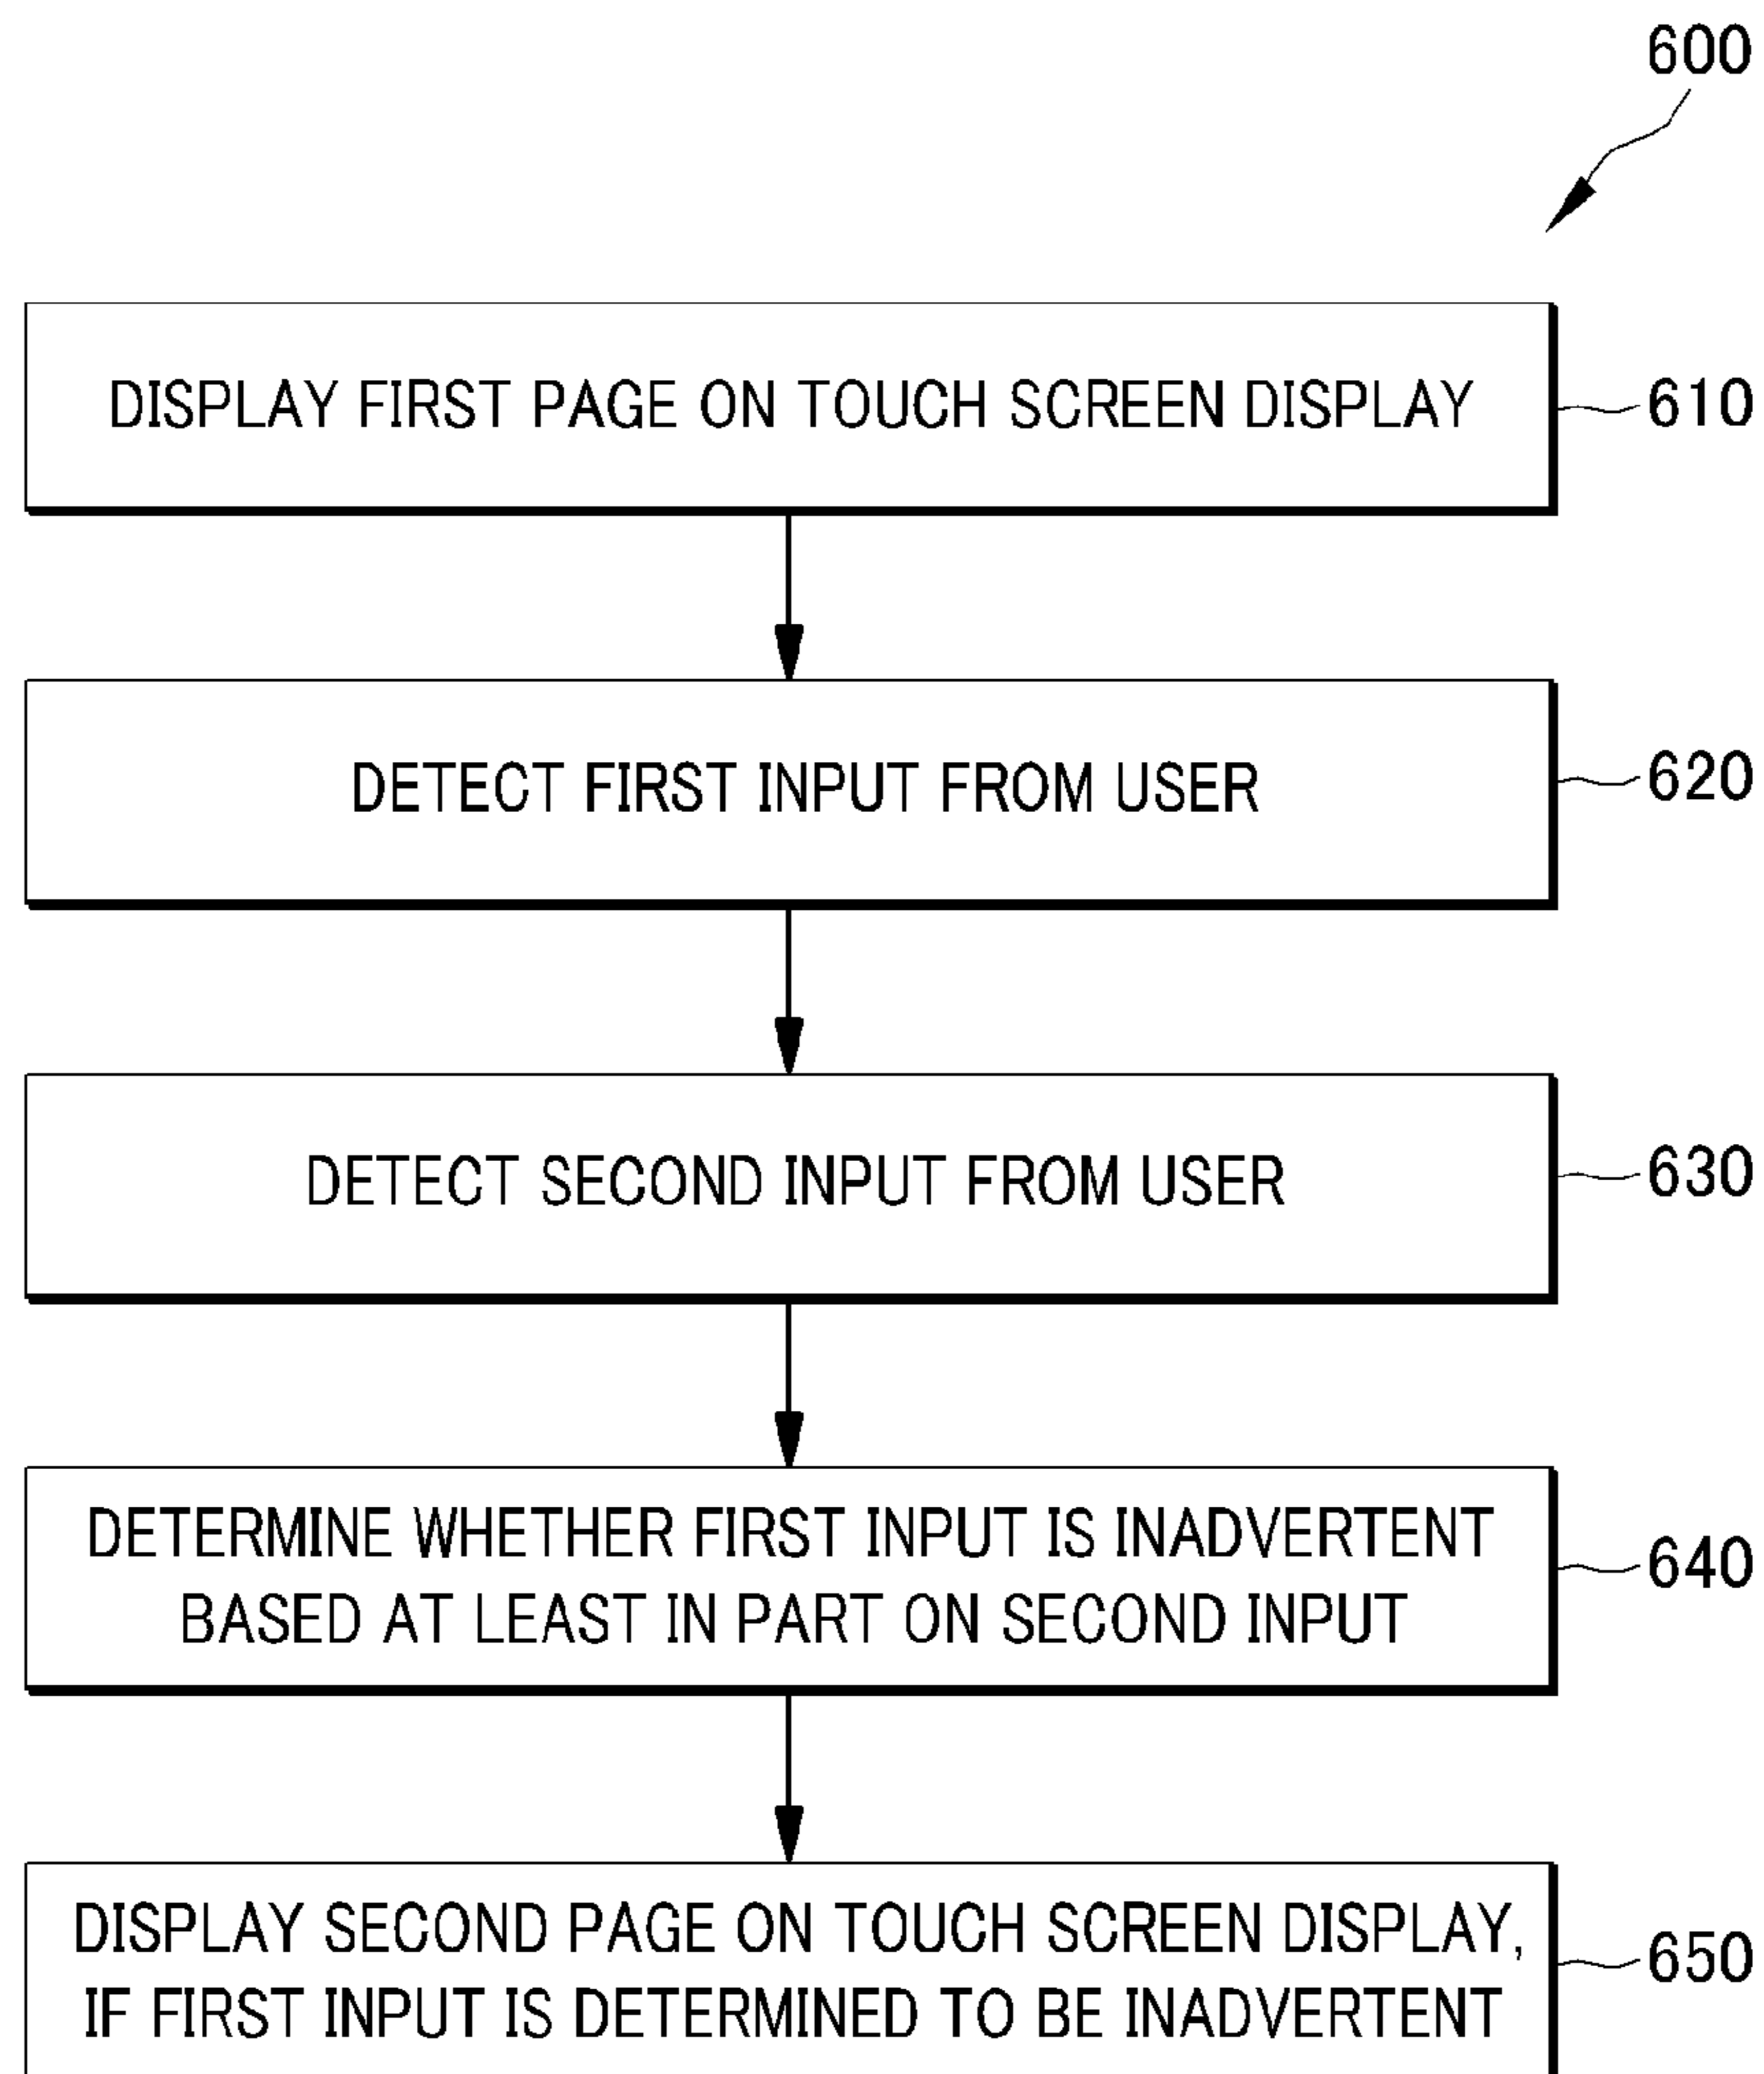 600
DISPLAY FIRST PAGE ON TOUCH SCREEN DISPLAY
610
DETECT FIRST INPUT FROM USER
620
DETECT SECOND INPUT FROM USER
630
DETERMINE WHETHER FIRST INPUT IS INADVERTENT
BASED AT LEAST IN PART ON SECOND INPUT
640
DISPLAY SECOND PAGE ON TOUCH SCREEN DISPLAY,
IF FIRST INPUT IS DETERMINED TO BE INADVERTENT
650